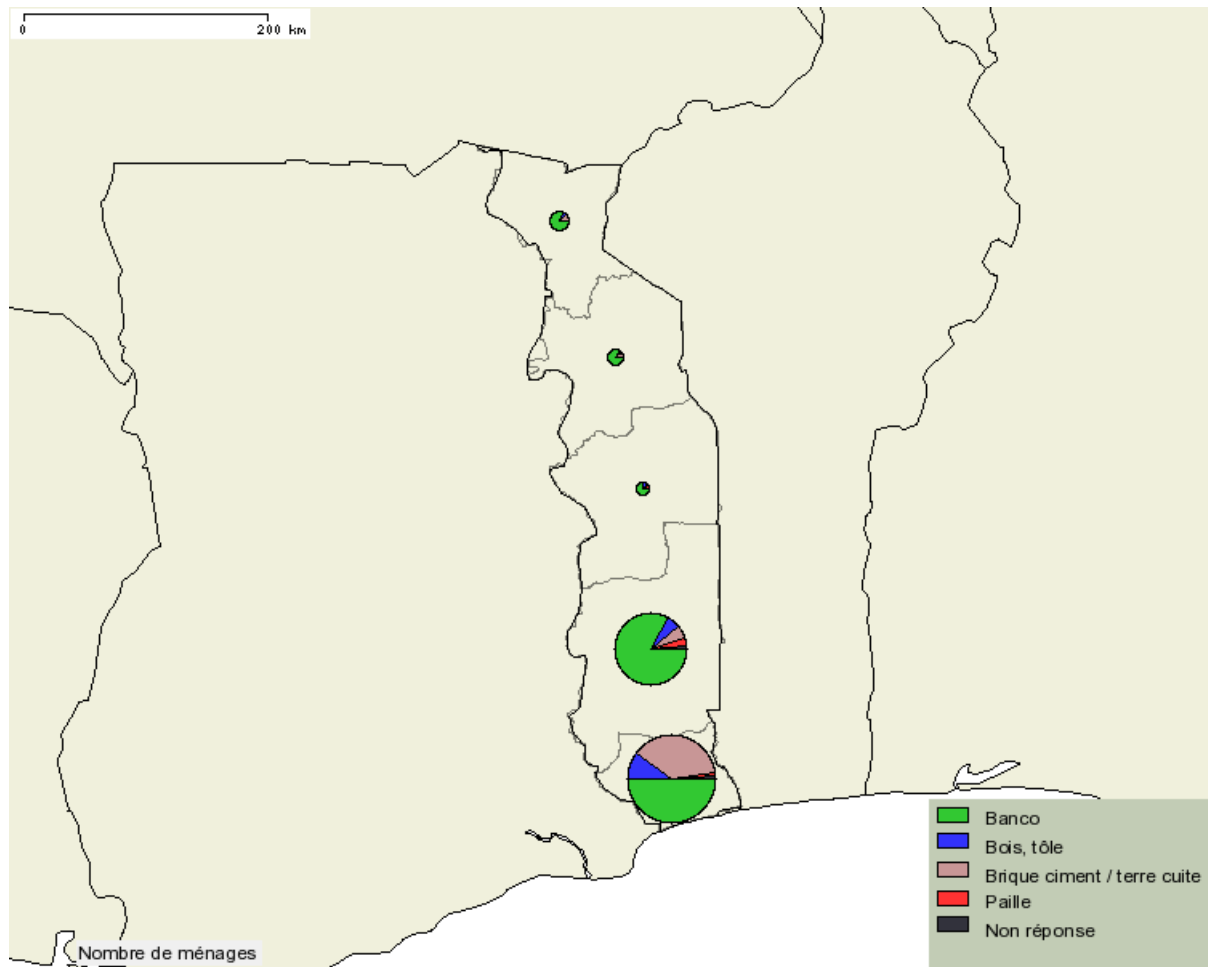 0 200 km
Banco
Bois, tôle
Brique ciment / terre cuite
Paille
Non réponse
Nombre de ménages